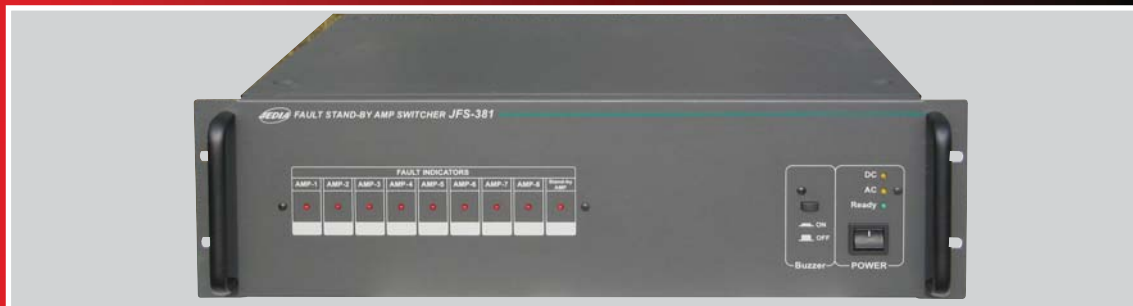 JEDIA FAULT STAND-BY AMP SWITCHER JFS-381
FAULT INDICATORS
AMP-1 AMP-2 AMP-3 AMP-4 AMP-5 AMP-6 AMP-7 AMP-8 Stand-by AMP
DC
AC
Ready
ON
OFF
Buzzer
POWER